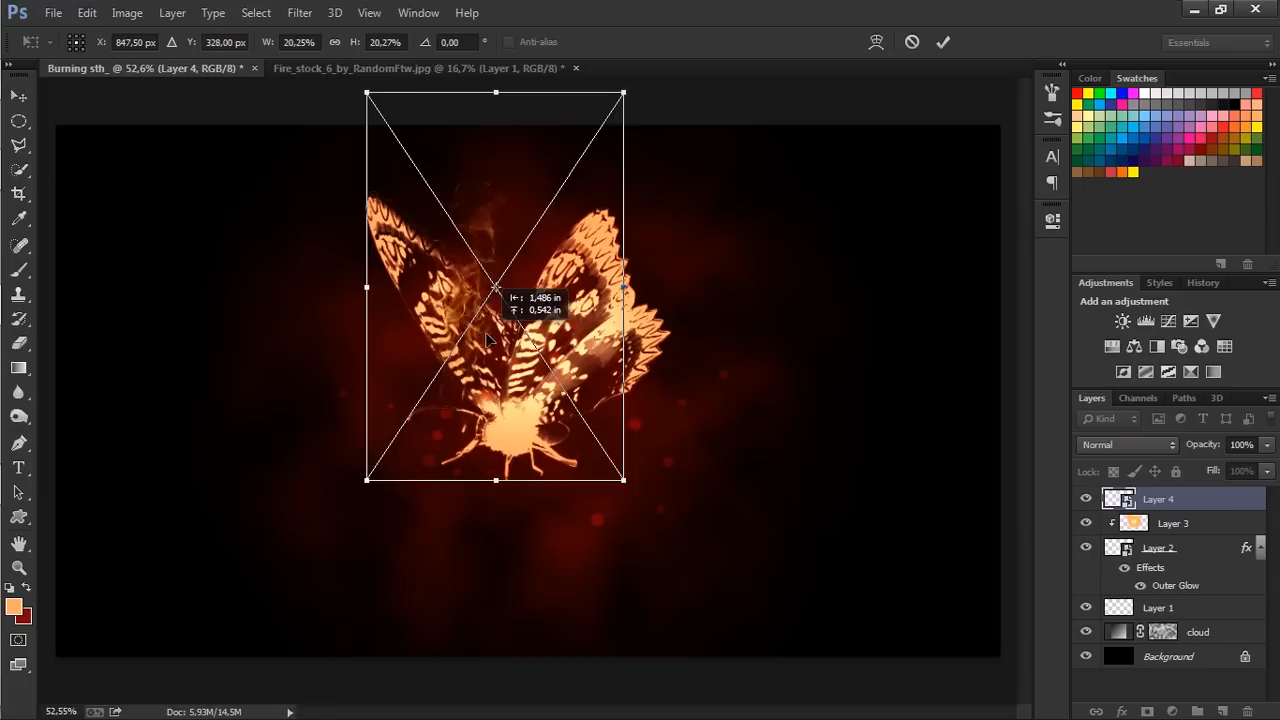 Ps File Edit Image Layer Type Select Filter 3D View Window Help
X: 847,50 px Y: 328,00 px W: 20,25% H: 20,27% 0,00 ° Anti-alias Essentials
Burning sth_ @ 52,6% (Layer 4, RGB/8) * × Fire_stock_6_by_RandomFtw.jpg @ 16,7% (Layer 1, RGB/8) * ×
Color Swatches
1,486 in
0,542 in
Adjustments Styles History
Add an adjustment
Layers Channels Paths 3D
Kind
Normal Opacity: 100%
Lock: Fill: 100%
Layer 4
Layer 3
Layer 2 fx
Effects
Outer Glow
Layer 1
cloud
Background
52,55% Doc: 5,93M/14,5M